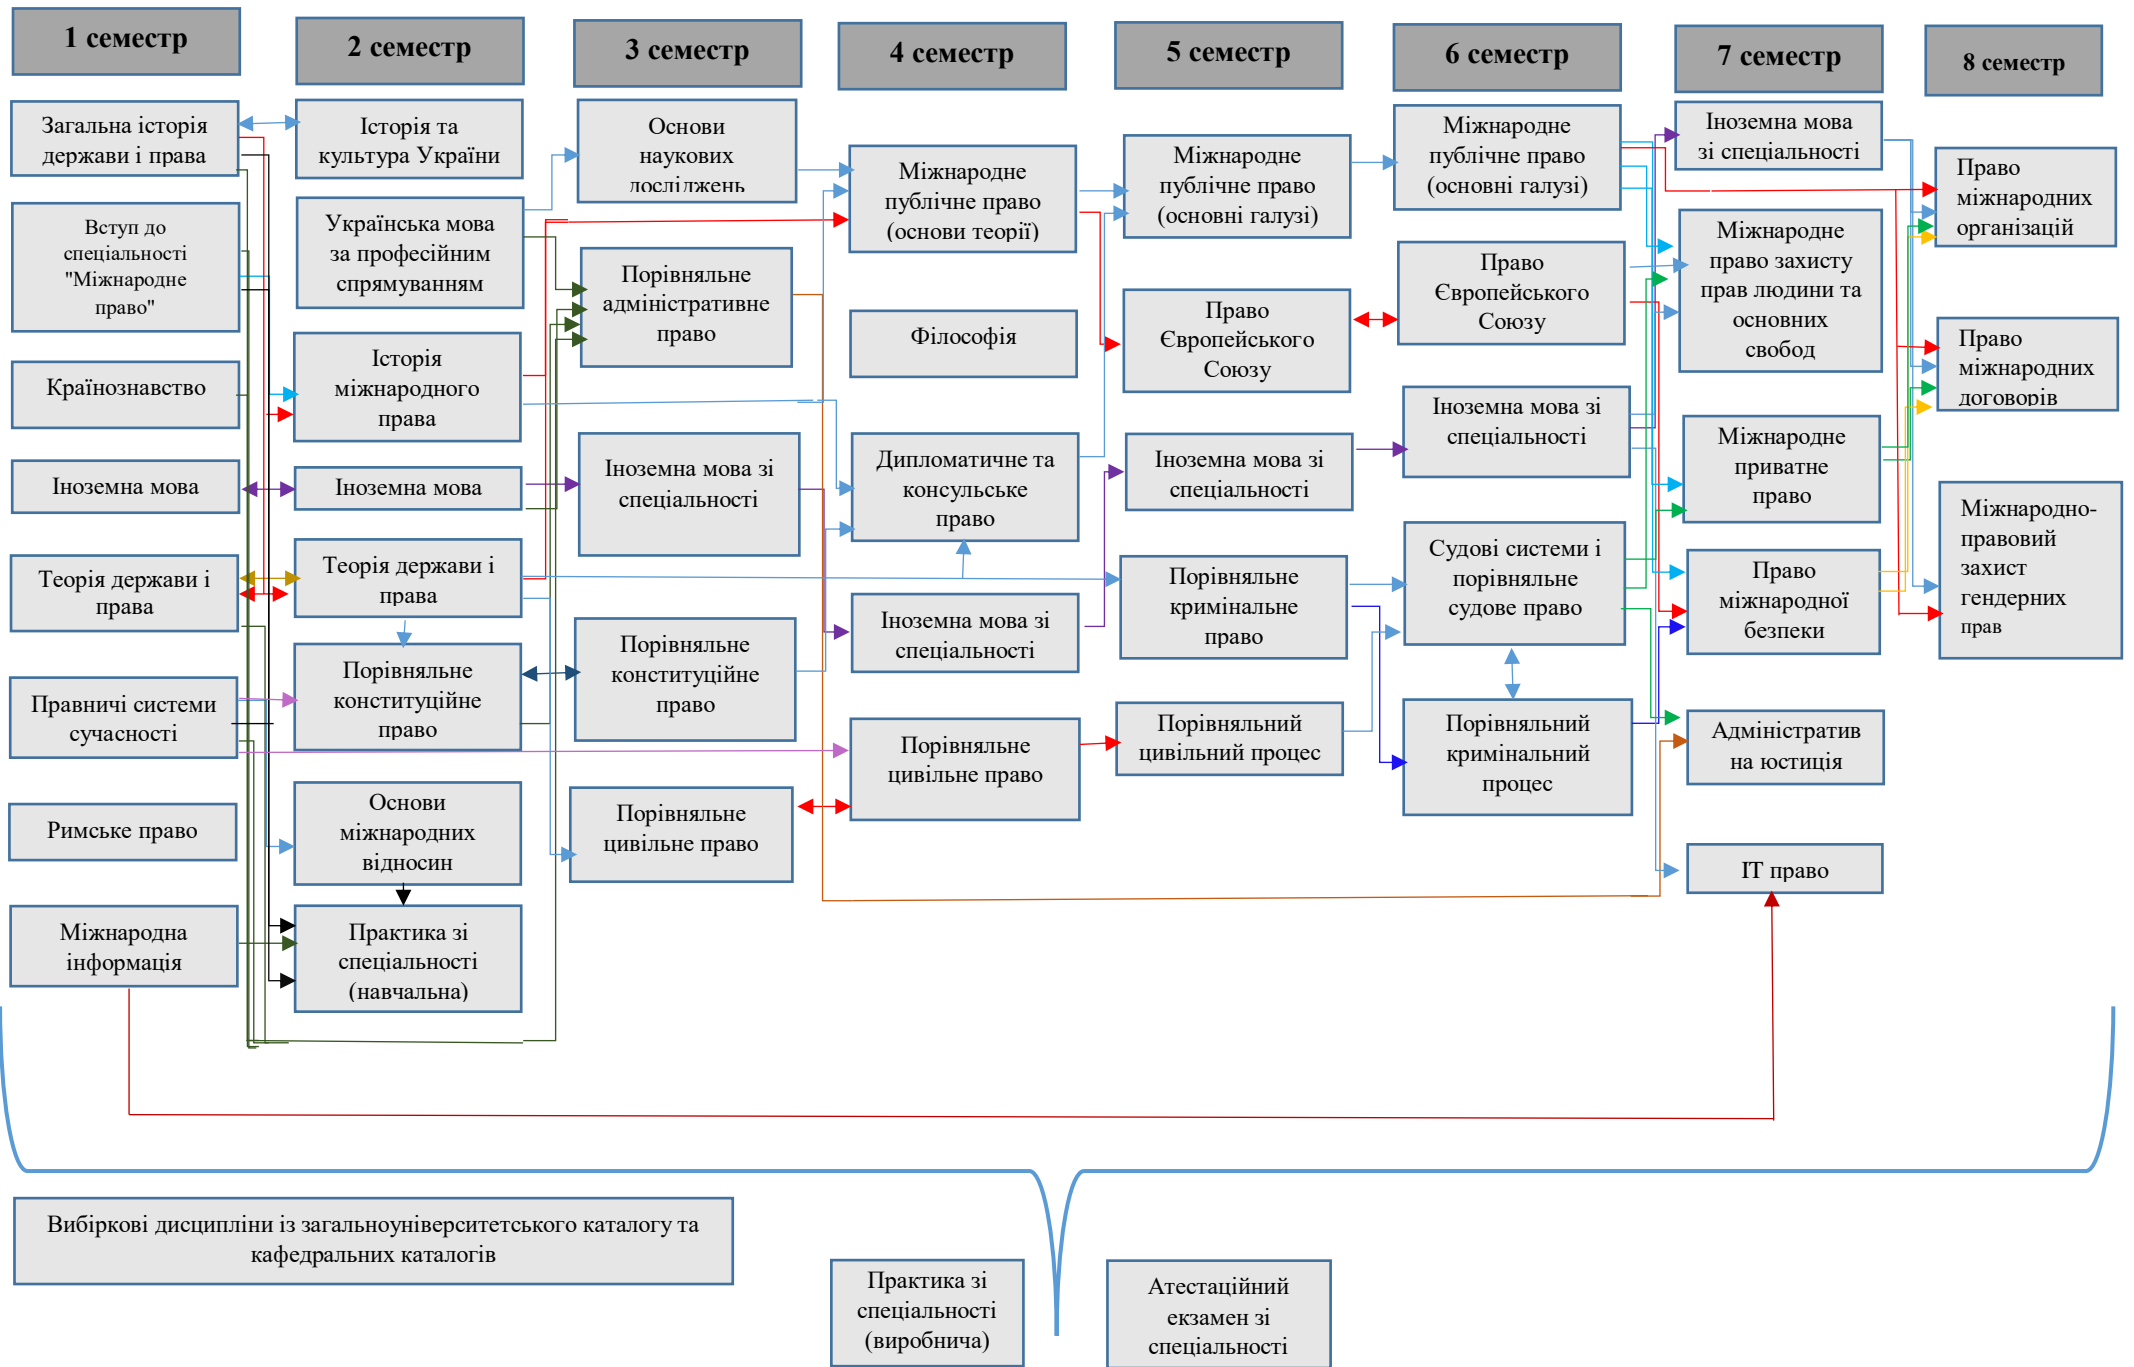 1 семестр
Загальна історія
держави і права
Вступ до
спеціальності
"Міжнародне
право"
Країнознавство
Іноземна мова
Теорія держави і
права
Правничі системи
сучасності
Римське право
Міжнародна
інформація
2 семестр
Історія та
культура України
Українська мова
за професійним
спрямуванням
Історія
міжнародного
права
Іноземна мова
Теорія держави і
права
Порівняльне
конституційне
право
Основи
міжнародних
відносин
Практика зі
спеціальності
(навчальна)
3 семестр
Основи
наукових
досліджень
Порівняльне
адміністративне
право
Іноземна мова зі
спеціальності
Порівняльне
конституційне
право
Порівняльне
цивільне право
4 семестр
Міжнародне
публічне право
(основи теорії)
Філософія
Дипломатичне та
консульське
право
Іноземна мова зі
спеціальності
Порівняльне
цивільне право
5 семестр
Міжнародне
публічне право
(основні галузі)
Право
Європейського
Союзу
Іноземна мова зі
спеціальності
Порівняльне
кримінальне
право
Порівняльний
цивільний процес
6 семестр
Міжнародне
публічне право
(основні галузі)
Право
Європейського
Союзу
Іноземна мова зі
спеціальності
Судові системи і
порівняльне
судове право
Порівняльний
кримінальний
процес
7 семестр
Іноземна мова
зі спеціальності
Міжнародне
право захисту
прав людини та
основних
свобод
Міжнародне
приватне
право
Право
міжнародної
безпеки
Адміністратив
на юстиція
ІТ право
8 семестр
Право
міжнародних
організацій
Право
міжнародних
договорів
Міжнародно-
правовий
захист
гендерних
прав
Вибіркові дисципліни із загальноуніверситетського каталогу та
кафедральних каталогів
Практика зі
спеціальності
(виробнича)
Атестаційний
екзамен зі
спеціальності